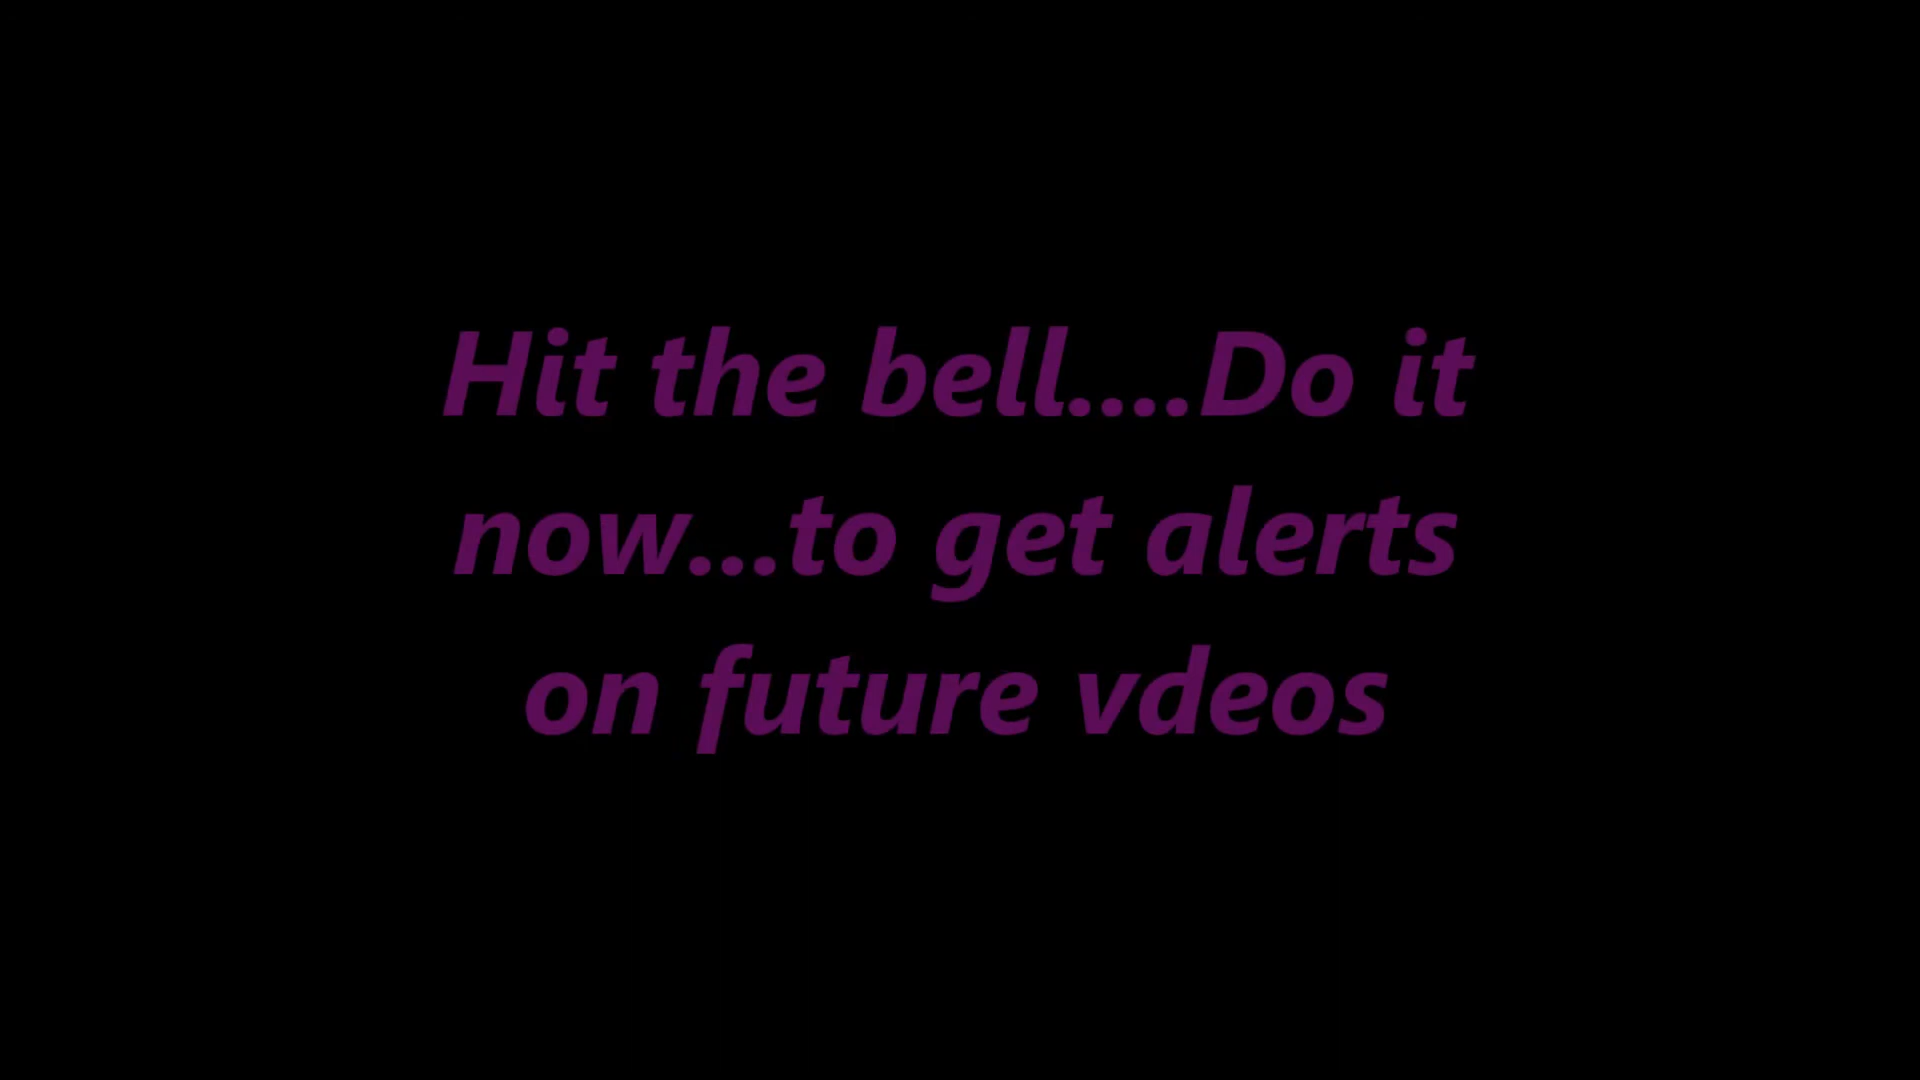 Hit the bell....Do it
now...to get alerts
on future vdeos